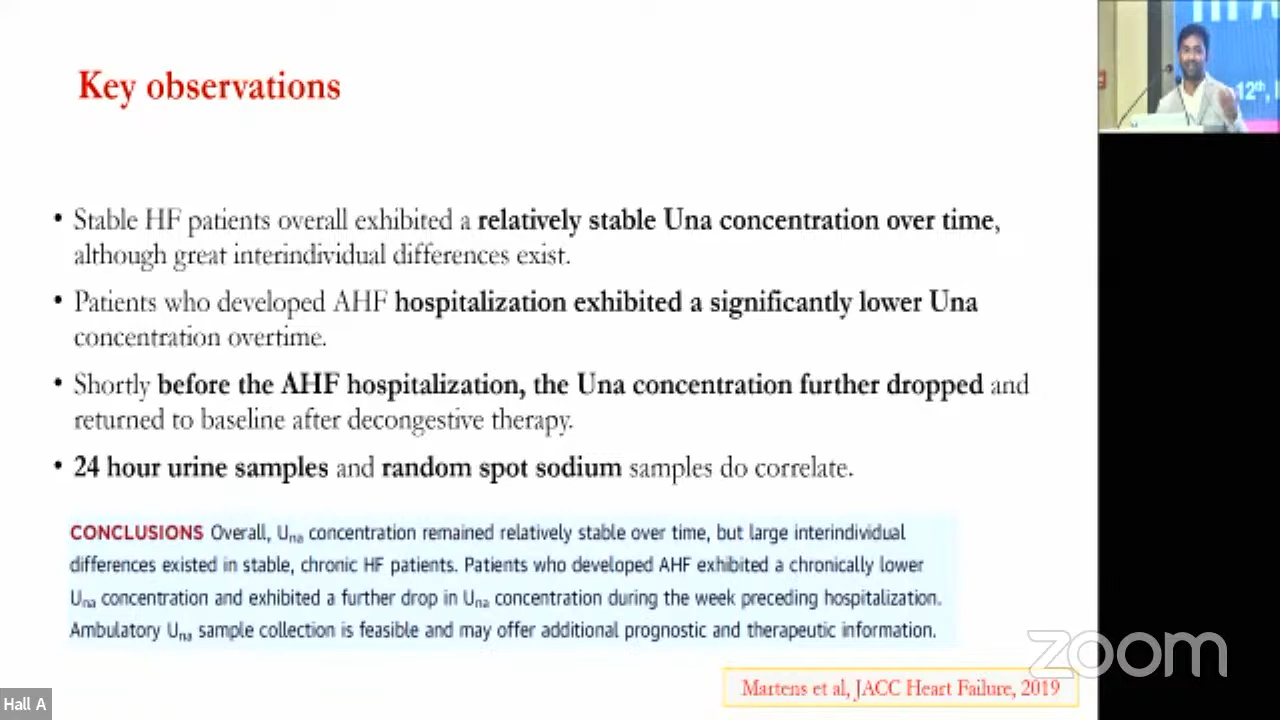 Key observations
• Stable HF patients overall exhibited a relatively stable Una concentration over time,
although great interindividual differences exist.
• Patients who developed AHF hospitalization exhibited a significantly lower Una
concentration overtime.
• Shortly before the AHF hospitalization, the Una concentration further dropped and
returned to baseline after decongestive therapy.
• 24 hour urine samples and random spot sodium samples do correlate.
CONCLUSIONS Overall, Una concentration remained relatively stable over time, but large interindividual
differences existed in stable, chronic HF patients. Patients who developed AHF exhibited a chronically lower
Una concentration and exhibited a further drop in Una concentration during the week preceding hospitalization.
Ambulatory Una sample collection is feasible and may offer additional prognostic and therapeutic information.
Martens et al, JACC Heart Failure, 2019
zoom
Hall A
12th,